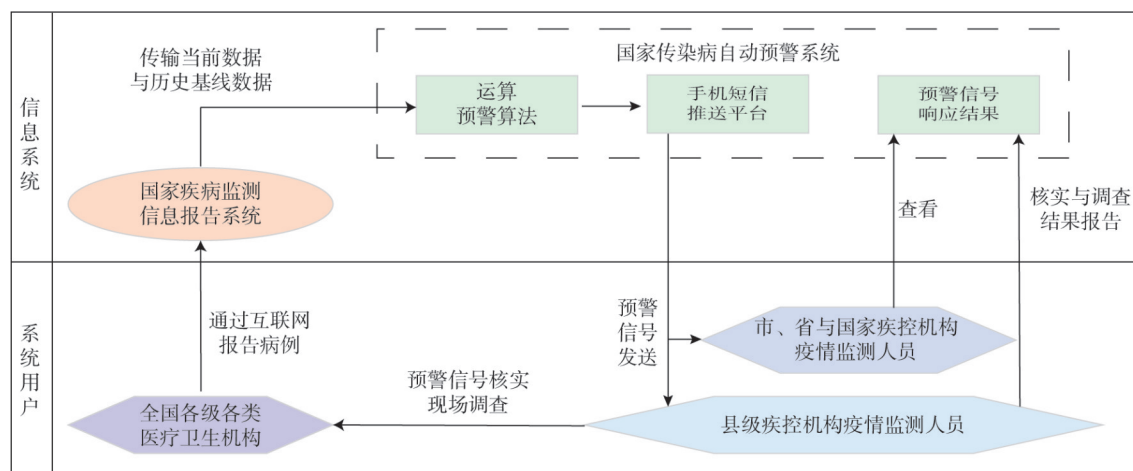 信息系统
传输当前数据
与历史基线数据
国家传染病自动预警系统
运算
预警算法
手机短信
推送平台
预警信号
响应结果
国家疾病监测
信息报告系统
查看
核实与调查
结果报告
系统用户
通过互联网
报告病例
预警
信号
发送
市、省与国家疾控机构
疫情监测人员
预警信号核实
现场调查
全国各级各类
医疗卫生机构
县级疾控机构疫情监测人员